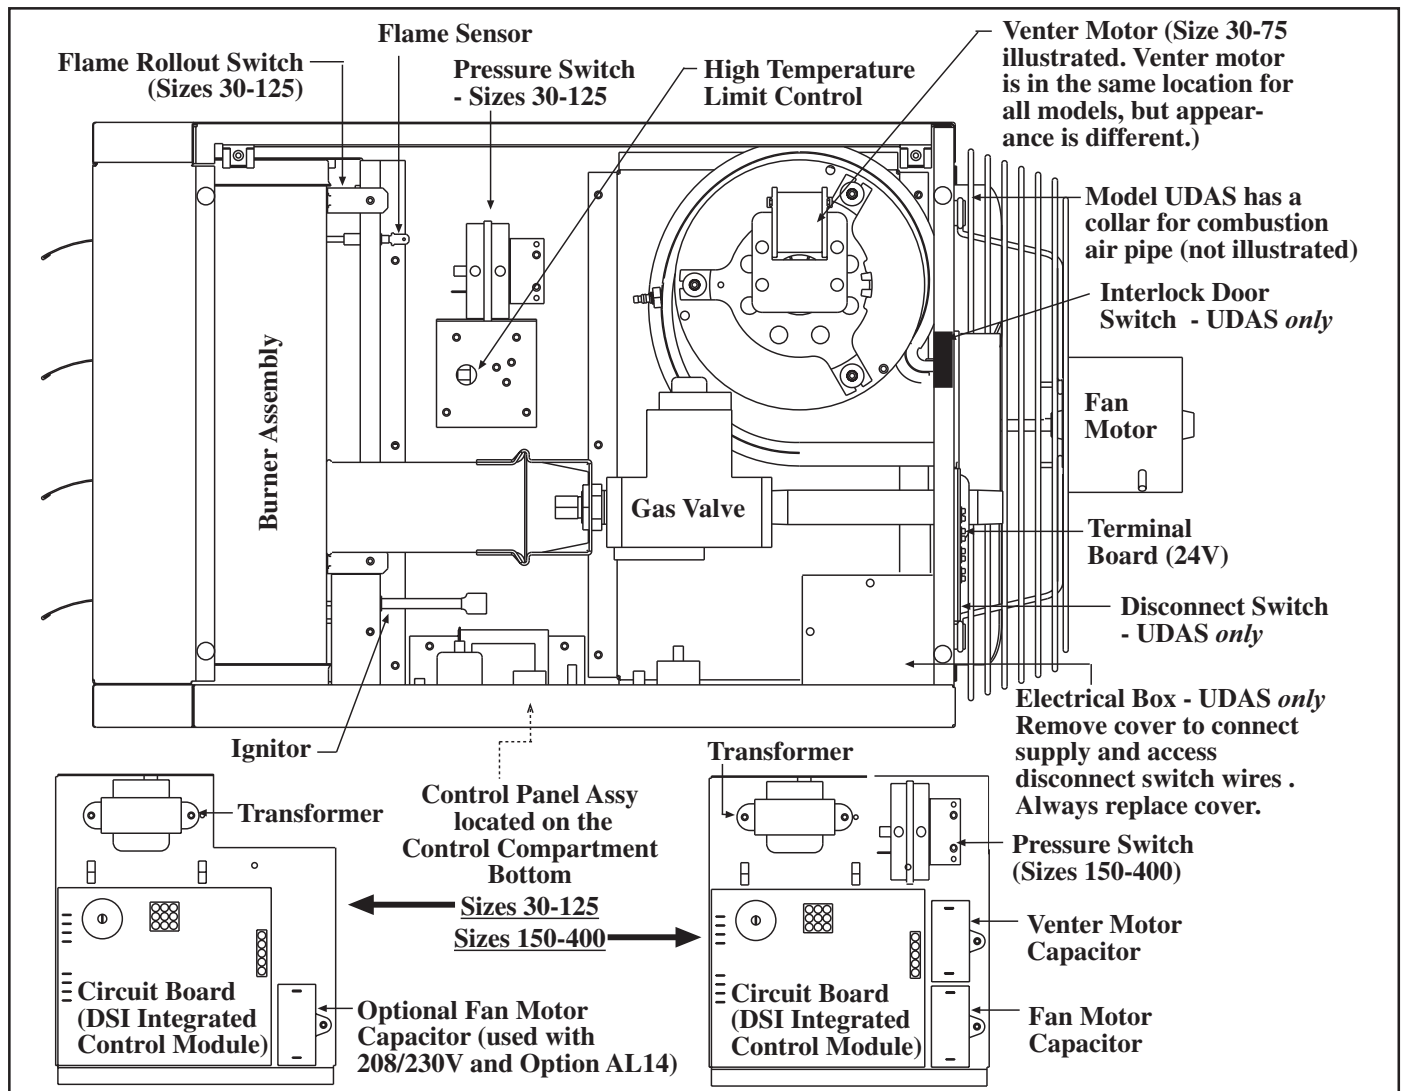 Flame Sensor
Flame Rollout Switch
(Sizes 30-125)
Pressure Switch
- Sizes 30-125
High Temperature
Limit Control
Venter Motor (Size 30-75
illustrated. Venter motor
is in the same location for
all models, but appear-
ance is different.)
Model UDAS has a
collar for combustion
air pipe (not illustrated)
Interlock Door
Switch - UDAS only
Burner Assembly
Fan
Motor
Gas Valve
Terminal
Board (24V)
Disconnect Switch
- UDAS only
Electrical Box - UDAS only
Remove cover to connect
supply and access
disconnect switch wires .
Always replace cover.
Ignitor
Transformer
Control Panel Assy
located on the
Control Compartment
Bottom
Sizes 30-125
Sizes 150-400
Transformer
Pressure Switch
(Sizes 150-400)
Venter Motor
Capacitor
Fan Motor
Capacitor
Circuit Board
(DSI Integrated
Control Module)
Optional Fan Motor
Capacitor (used with
208/230V and Option AL14)
Circuit Board
(DSI Integrated
Control Module)